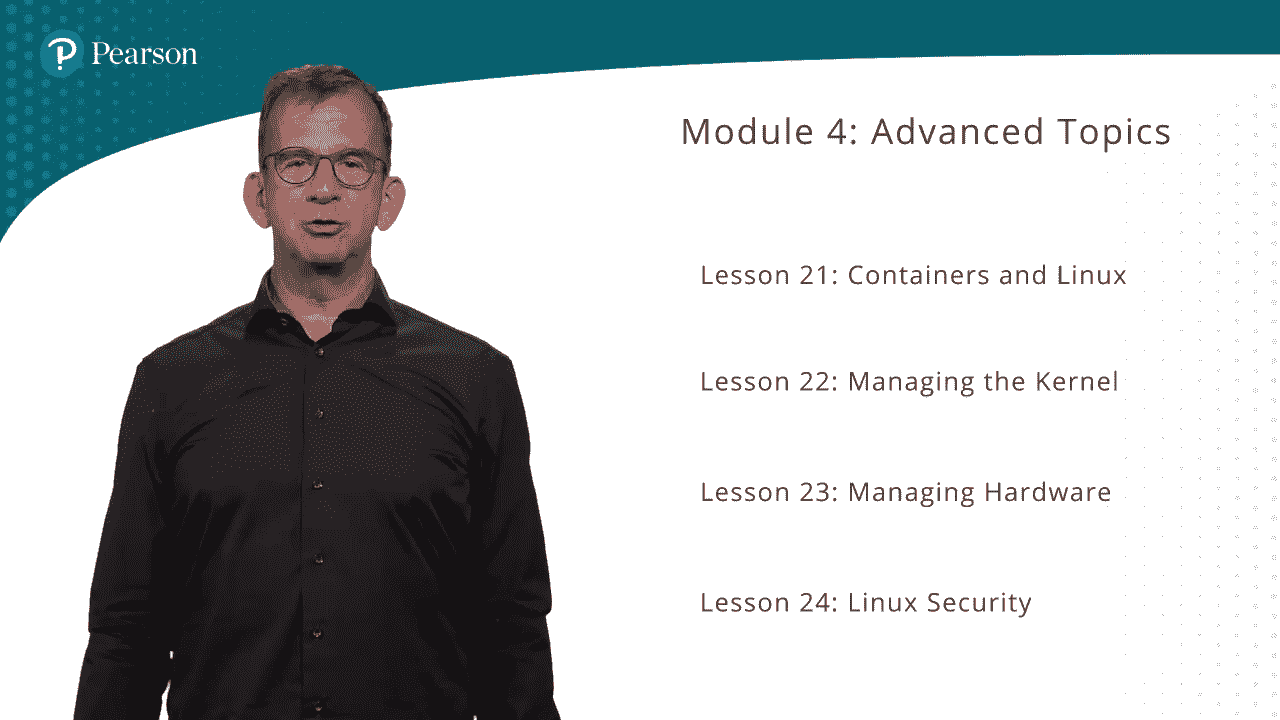 Pearson
Module 4: Advanced Topics
Lesson 21: Containers and Linux
Lesson 22: Managing the Kernel
Lesson 23: Managing Hardware
Lesson 24: Linux Security